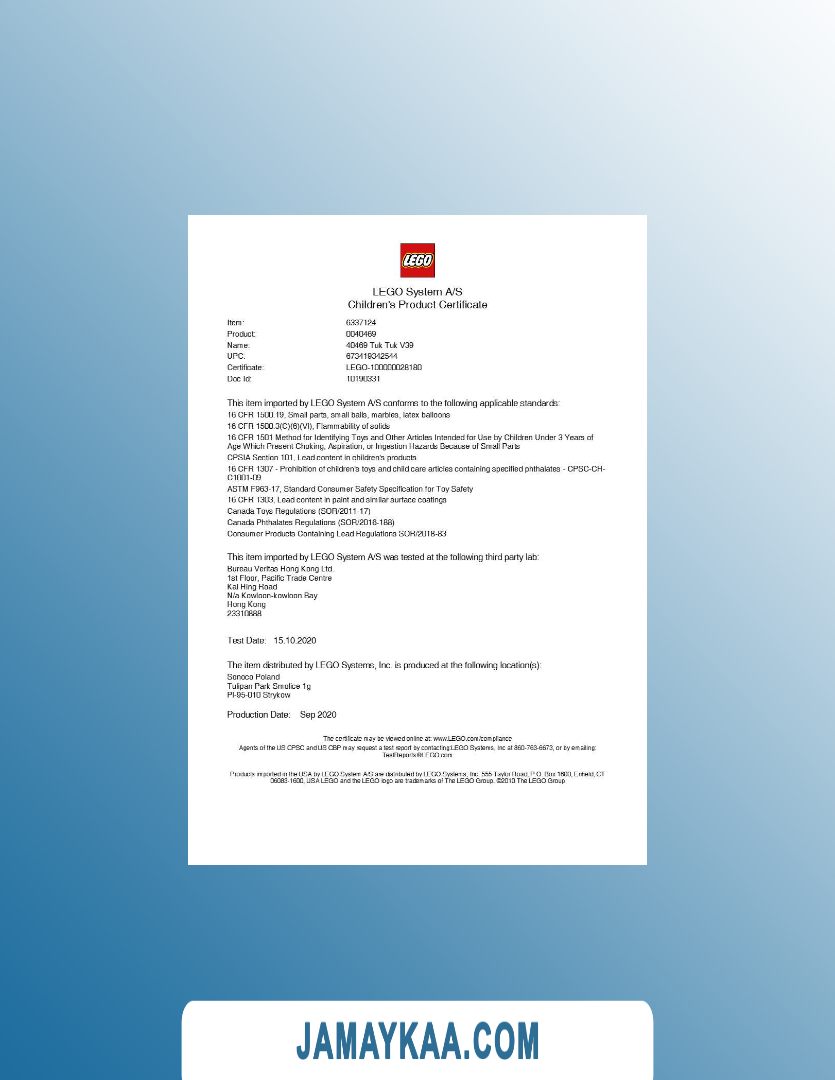 LEGO
LEGO System A/S
Children's Product Certificate
Item: 6337124
Product: 0040469
Name: 40469 Tuk Tuk V39
UPC: 673419342544
Certificate: LEGO-100000028180
Doc Id: 10190331
This item imported by LEGO System A/S conforms to the following applicable standards:
16 CFR 1500.19, Small parts, small balls, marbles, latex balloons
16 CFR 1500.3(C)(6)(VI), Flammability of solids
16 CFR 1501 Method for Identifying Toys and Other Articles Intended for Use by Children Under 3 Years of
Age Which Present Choking, Aspiration, or Ingestion Hazards Because of Small Parts
CPSIA Section 101, Lead content in children's products
16 CFR 1307 - Prohibition of children's toys and child care articles containing specified phthalates - CPSC-CH-
C1001-09
ASTM F963-17, Standard Consumer Safety Specification for Toy Safety
16 CFR 1303, Lead content in paint and similar surface coatings
Canada Toys Regulations (SOR/2011-17)
Canada Phthalates Regulations (SOR/2016-188)
Consumer Products Containing Lead Regulations SOR/2018-83
This item imported by LEGO System A/S was tested at the following third party lab:
Bureau Veritas Hong Kong Ltd.
1st Floor, Pacific Trade Centre
Kai Hing Road
N/a Kowloon-kowloon Bay
Hong Kong
23310888
Test Date: 15.10.2020
The item distributed by LEGO Systems, Inc. is produced at the following location(s):
Sonoco Poland
Tulipan Park Smolice 1g
Pl-95-010 Strykow
Production Date: Sep 2020
The certificate may be viewed online at: www.LEGO.com/compliance
Agents of the US CPSC and US CBP may request a test report by contacting LEGO Systems, Inc at 860-763-6673, or by emailing:
TestReports@LEGO.com
Products imported in the USA by LEGO System A/S are distributed by LEGO Systems, Inc. 555 Taylor Road, P.O. Box 1600, Enfield, CT
06083-1600, USA LEGO and the LEGO logo are trademarks of The LEGO Group. ©2010 The LEGO Group
JAMAYKAA.COM